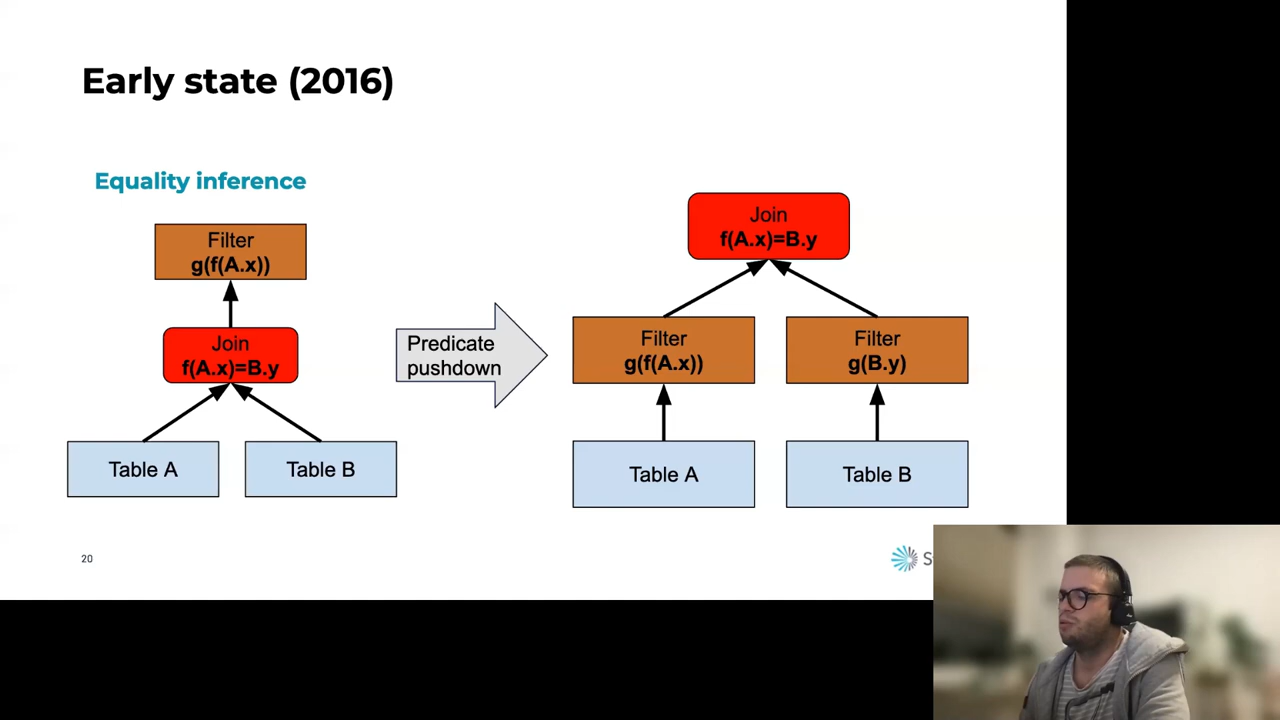 Early state (2016)
Equality inference
Filter
g(f(A.x))
Join
f(A.x)=B.y
Table A
Table B
Predicate
pushdown
Join
f(A.x)=B.y
Filter
g(f(A.x))
Filter
g(B.y)
Table A
Table B
20